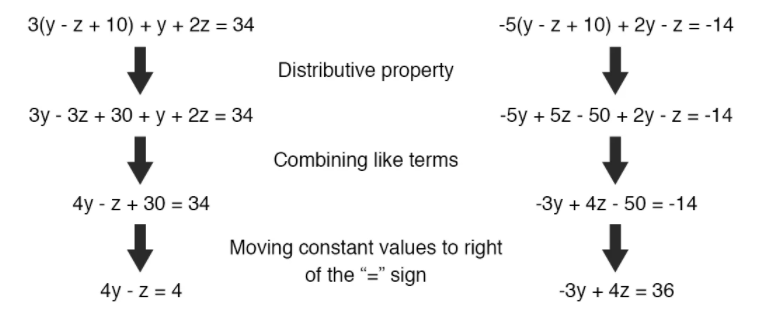 3(y - z + 10) + y + 2z = 34
-5(y - z + 10) + 2y - z = -14
Distributive property
3y - 3z + 30 + y + 2z = 34
-5y + 5z - 50 + 2y - z = -14
Combining like terms
4y - z + 30 = 34
-3y + 4z - 50 = -14
Moving constant values to right
of the “=” sign
4y - z = 4
-3y + 4z = 36